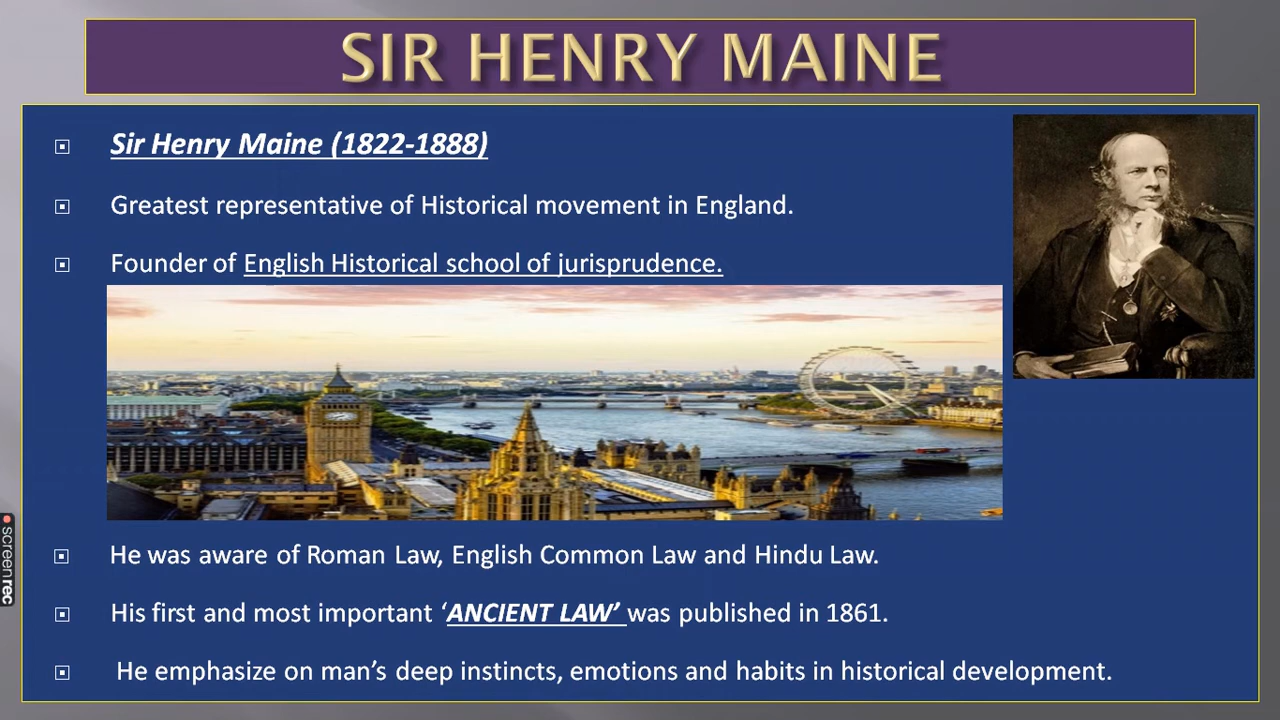 SIR HENRY MAINE
Sir Henry Maine (1822-1888)
Greatest representative of Historical movement in England.
Founder of English Historical school of jurisprudence.
He was aware of Roman Law, English Common Law and Hindu Law.
His first and most important ‘ANCIENT LAW’ was published in 1861.
He emphasize on man’s deep instincts, emotions and habits in historical development.
screenrec